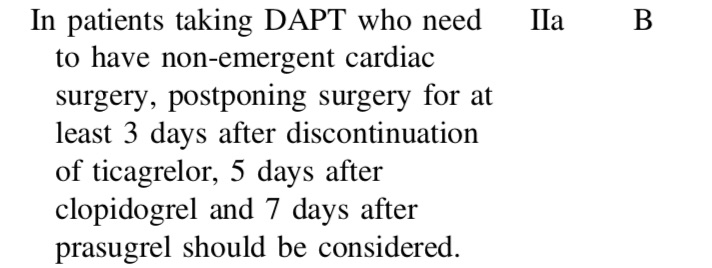 In patients taking DAPT who need IIa B
to have non-emergent cardiac
surgery, postponing surgery for at
least 3 days after discontinuation
of ticagrelor, 5 days after
clopidogrel and 7 days after
prasugrel should be considered.